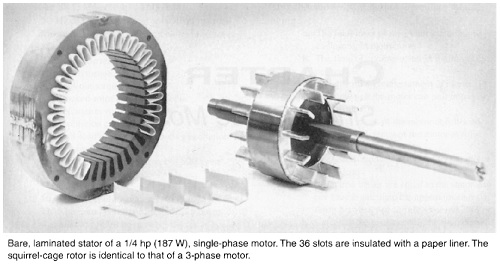 Bare, laminated stator of a 1/4 hp (187 W), single-phase motor. The 36 slots are insulated with a paper liner. The
squirrel-cage rotor is identical to that of a 3-phase motor.